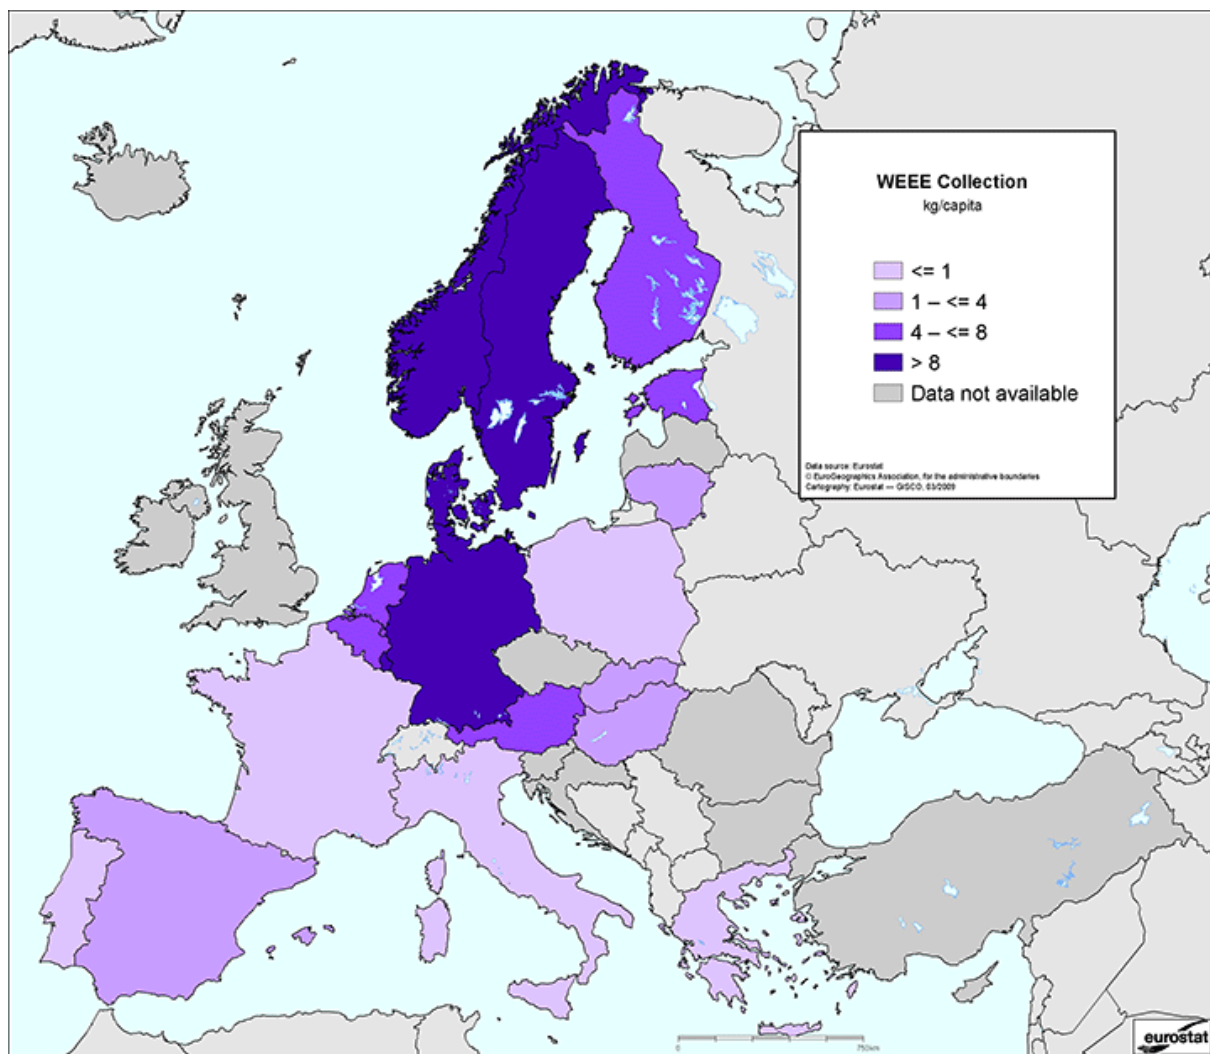 WEEE Collection
kg/capita
<= 1
1 – <= 4
4 – <= 8
> 8
Data not available
Data source: Eurostat
© EuroGeographics Association, for the administrative boundaries
Cartography: Eurostat — GISCO, 03/2009
0 750km
eurostat